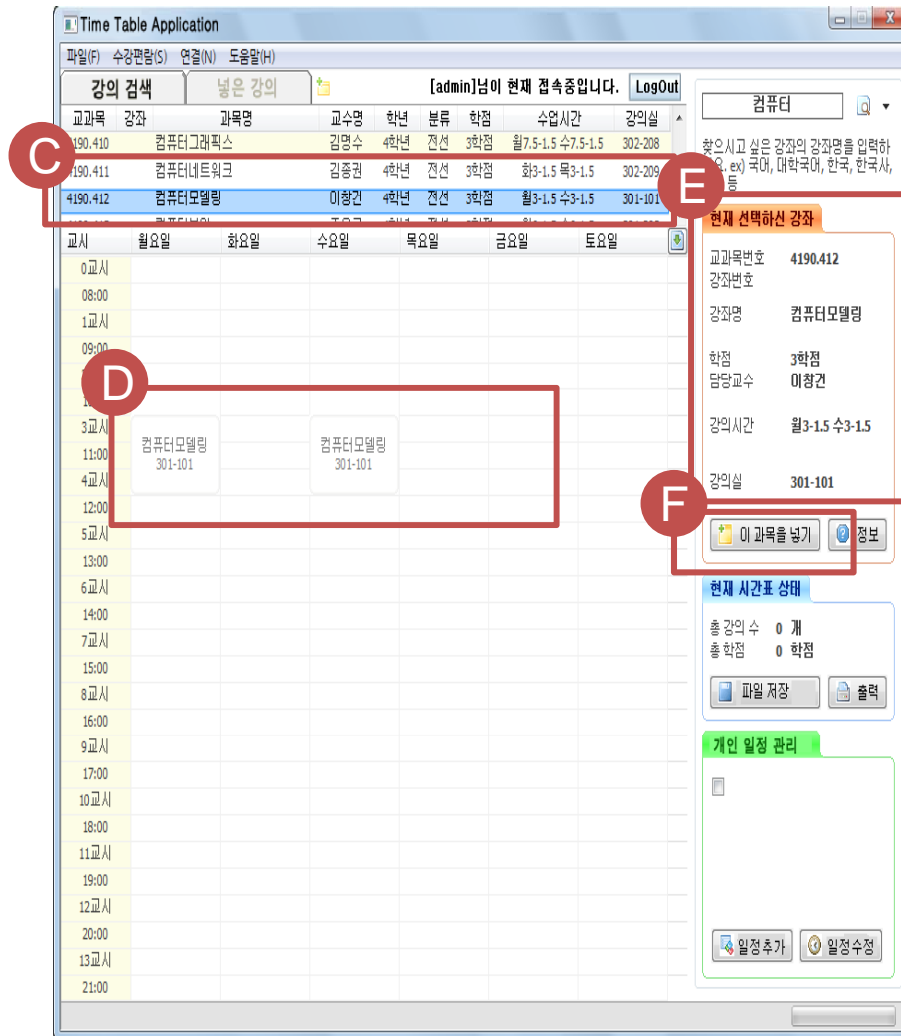 Time Table Application
파일(F) 수강편람(S) 연결(N) 도움말(H)
강의 검색 넣은 강의 [admin]님이 현재 접속중입니다. LogOut
교과목 강좌 과목명 교수명 학년 분류 학점 수업시간 강의실
4190.410 컴퓨터그래픽스 김명수 4학년 전선 3학점 월7.5-1.5 수7.5-1.5 302-208
C
4190.411 컴퓨터네트워크 김종권 4학년 전선 3학점 화3-1.5 목3-1.5 302-209
4190.412 컴퓨터모델링 이창건 4학년 전선 3학점 월3-1.5 수3-1.5 301-101
교시 월요일 화요일 수요일 목요일 금요일 토요일
0교시
08:00
1교시
09:00
D
3교시
컴퓨터모델링 컴퓨터모델링
11:00
301-101 301-101
4교시
12:00
5교시
13:00
6교시
14:00
7교시
15:00
8교시
16:00
9교시
17:00
10교시
18:00
11교시
19:00
12교시
20:00
13교시
21:00
컴퓨터
찾으시고 싶은 강좌의 강좌명을 입력하
요. ex) 국어, 대학국어, 한국, 한국사,
등
E
현재 선택하신 강좌
교과목번호 4190.412
강좌번호
강좌명 컴퓨터모델링
학점 3학점
담당교수 이창건
강의시간 월3-1.5 수3-1.5
강의실 301-101
F
이 과목을 넣기 정보
현재 시간표 상태
총 강의 수 0 개
총 학점 0 학점
파일 저장 출력
개인 일정 관리
일정추가 일정수정